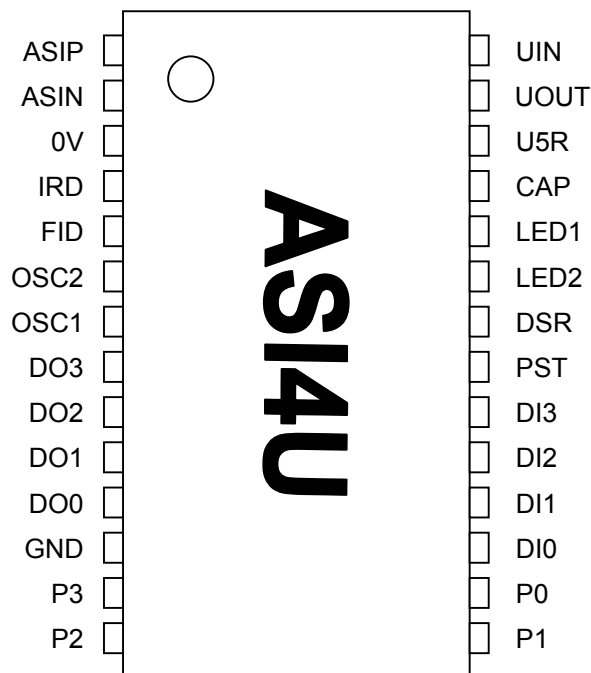 ASIP
ASIN
0V
IRD
FID
OSC2
OSC1
DO3
DO2
DO1
DO0
GND
P3
P2
ASI4U
UIN
UOUT
U5R
CAP
LED1
LED2
DSR
PST
DI3
DI2
DI1
DI0
P0
P1